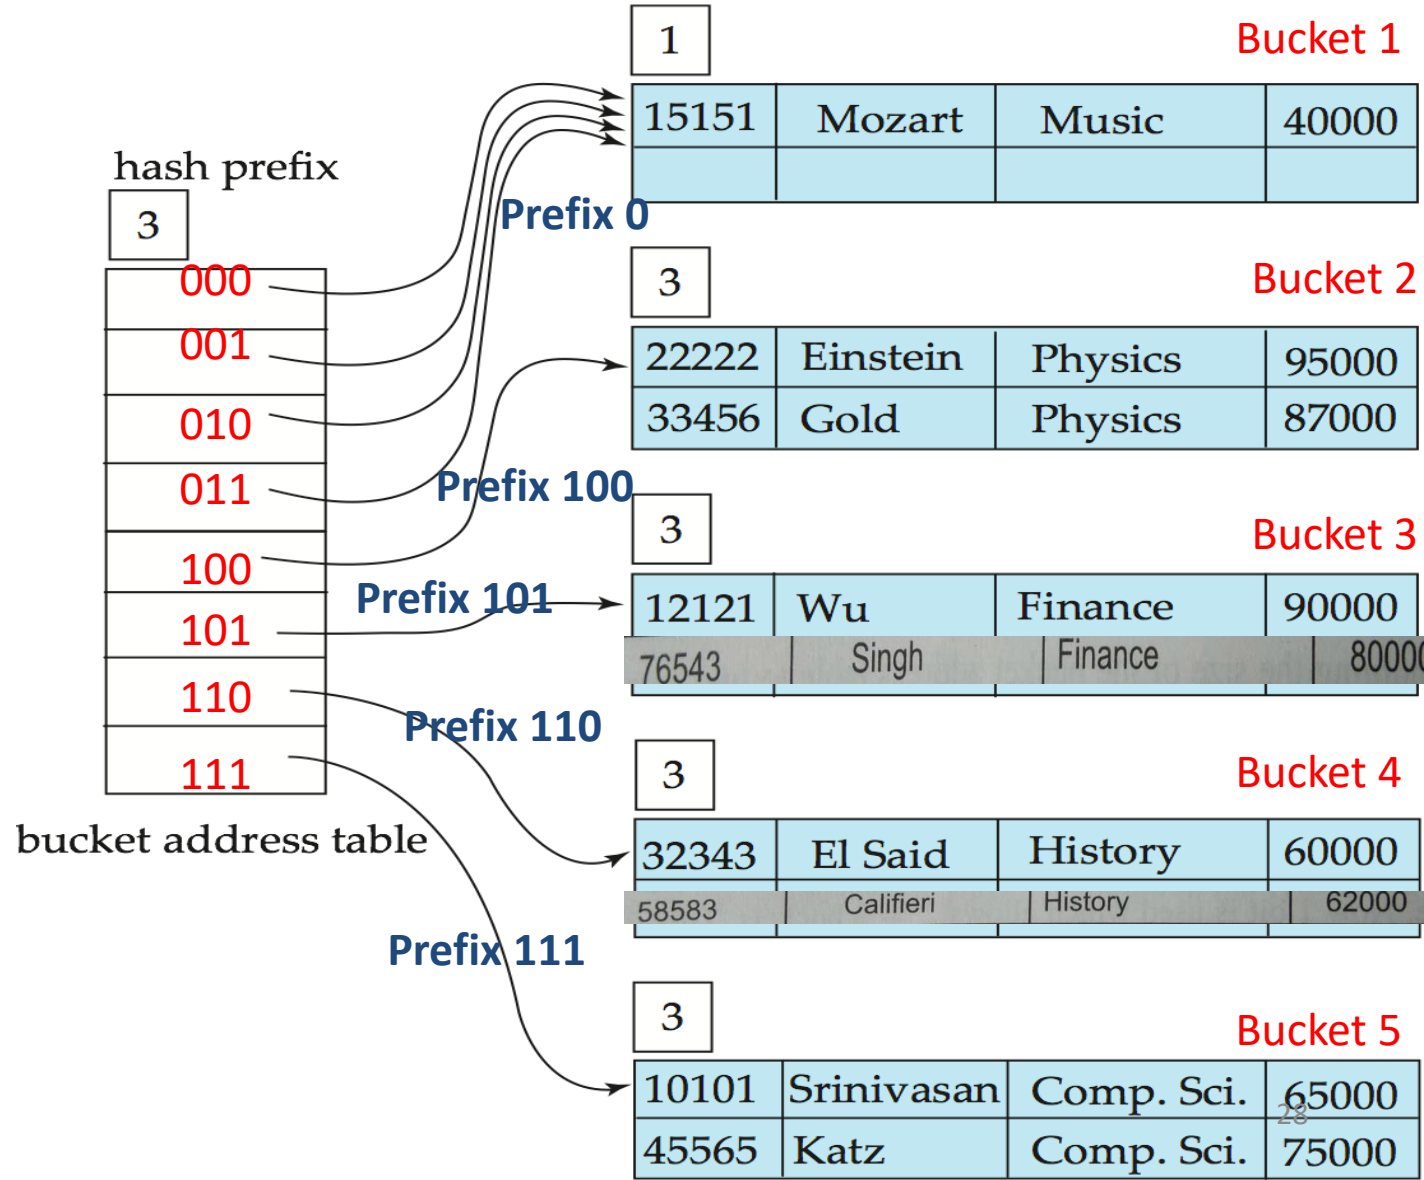 hash prefix
3
000
001
010
011
100
101
110
111
bucket address table
Prefix 0
Prefix 100
Prefix 101
Prefix 110
Prefix 111
1 Bucket 1
15151 Mozart Music 40000
3 Bucket 2
22222 Einstein Physics 95000
33456 Gold Physics 87000
3 Bucket 3
12121 Wu Finance 90000
76543 Singh Finance 80000
3 Bucket 4
32343 El Said History 60000
58583 Califieri History 62000
3 Bucket 5
10101 Srinivasan Comp. Sci. 65000
28
45565 Katz Comp. Sci. 75000